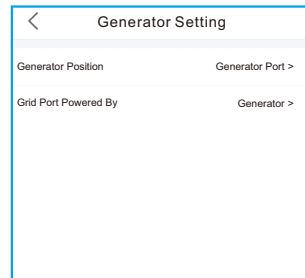 Generator Setting
Generator Position Generator Port >
Grid Port Powered By Generator >